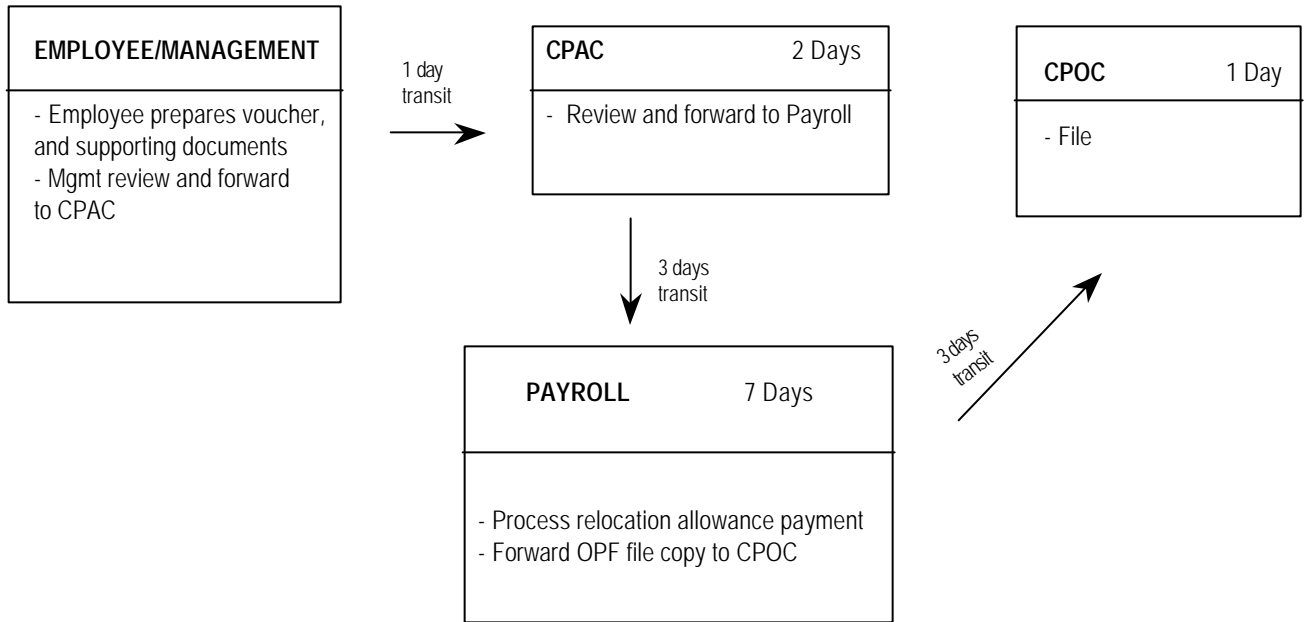 EMPLOYEE/MANAGEMENT
- Employee prepares voucher,
and supporting documents
- Mgmt review and forward
to CPAC
1 day
transit
CPAC 2 Days
- Review and forward to Payroll
3 days
transit
PAYROLL 7 Days
- Process relocation allowance payment
- Forward OPF file copy to CPOC
3 days
transit
CPOC 1 Day
- File